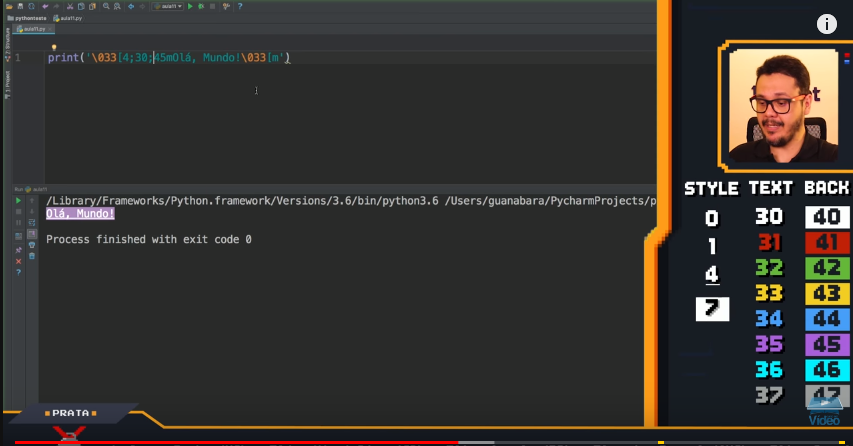 aula11
pythonteste aula11.py
aula11.py
2: Structure
1: Project
1 print('\033[4;30;45mOlá, Mundo!\033[m')
Run aula11
/Library/Frameworks/Python.framework/Versions/3.6/bin/python3.6 /Users/guanabara/PycharmProjects/p
Olá, Mundo!
Process finished with exit code 0
STYLE TEXT BACK
0 30 40
1 31 41
4 32 42
7 33 43
34 44
35 45
36 46
37 47
PRATA
Vídeo